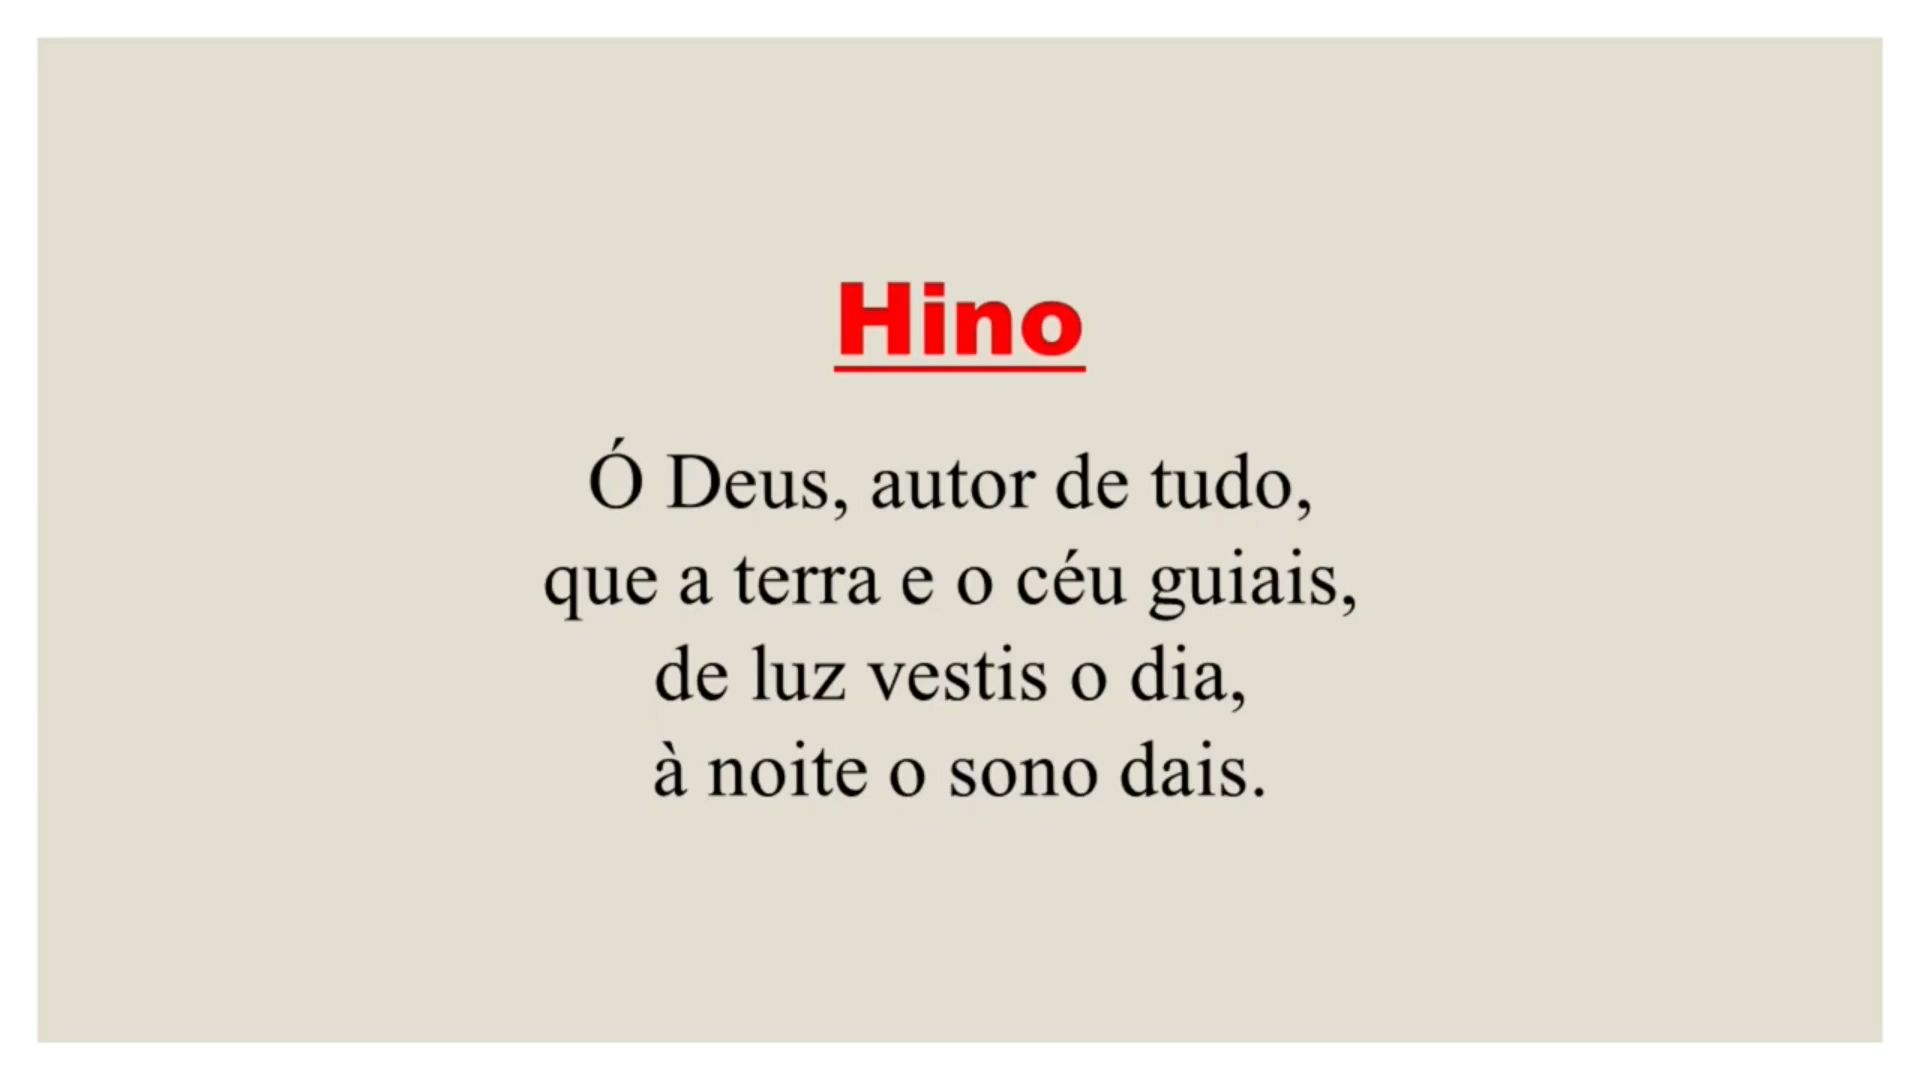 Hino
Ó Deus, autor de tudo,
que a terra e o céu guiais,
de luz vestis o dia,
à noite o sono dais.